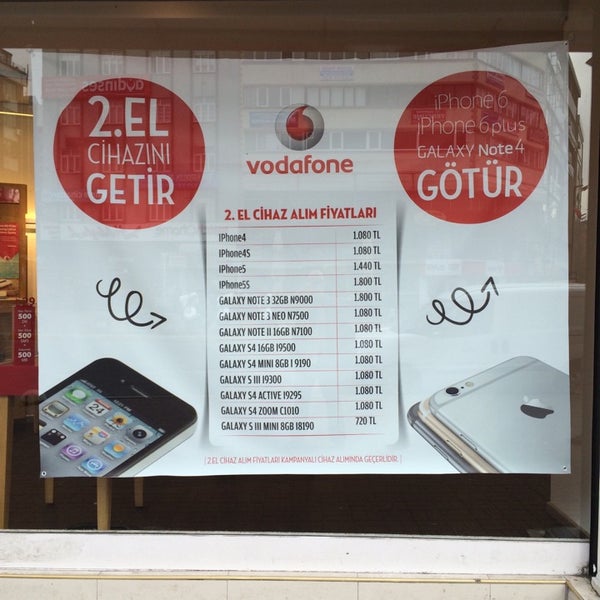 2.EL
CİHAZINI
GETİR
vodafone
iPhone 6
iPhone 6 plus
GALAXY Note 4
GÖTÜR
2. EL CİHAZ ALIM FİYATLARI
IPhone4 1.080 TL
IPhone4S 1.080 TL
IPhone5 1.440 TL
IPhone5S 1.800 TL
GALAXY NOTE 3 32GB N9000 1.800 TL
GALAXY NOTE 3 NEO N7500 1.080 TL
GALAXY NOTE II 16GB N7100 1.080 TL
GALAXY S4 16GB I9500 1.080 TL
GALAXY S4 MINI 8GB I 9190 1.080 TL
GALAXY S III I9300 1.080 TL
GALAXY S4 ACTIVE I9295 1.080 TL
GALAXY S4 ZOOM C1010 1.080 TL
GALAXY S III MINI 8GB I8190 720 TL
[ 2.EL CİHAZ ALIM FİYATLARI KAMPANYALI CİHAZ ALIMINDA GEÇERLİDİR. ]